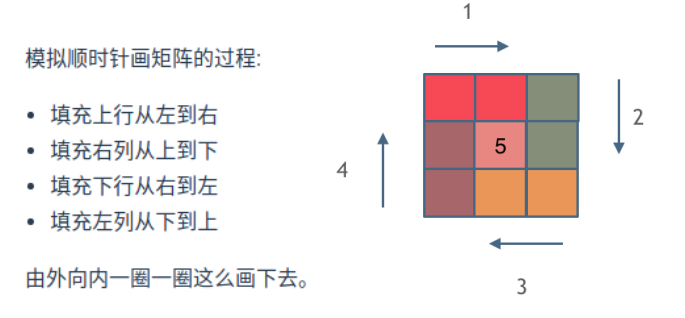 模拟顺时针画矩阵的过程:
• 填充上行从左到右
• 填充右列从上到下
• 填充下行从右到左
• 填充左列从下到上
由外向内一圈一圈这么画下去。
1
2
5
4
3